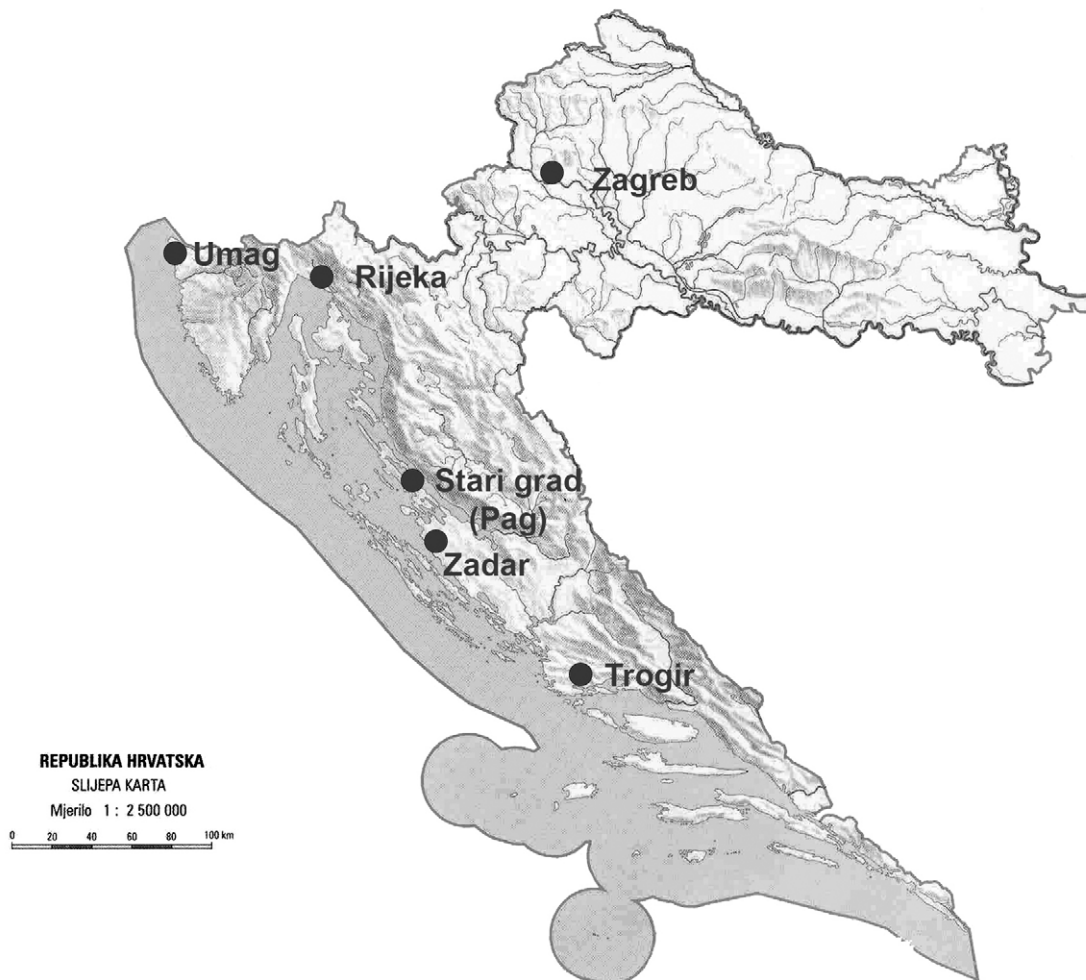 Zagreb
Umag
Rijeka
Stari grad
(Pag)
Zadar
Trogir
REPUBLIKA HRVATSKA
SLIJEPA KARTA
Mjerilo 1 : 2 500 000
0 20 40 60 80 100 km